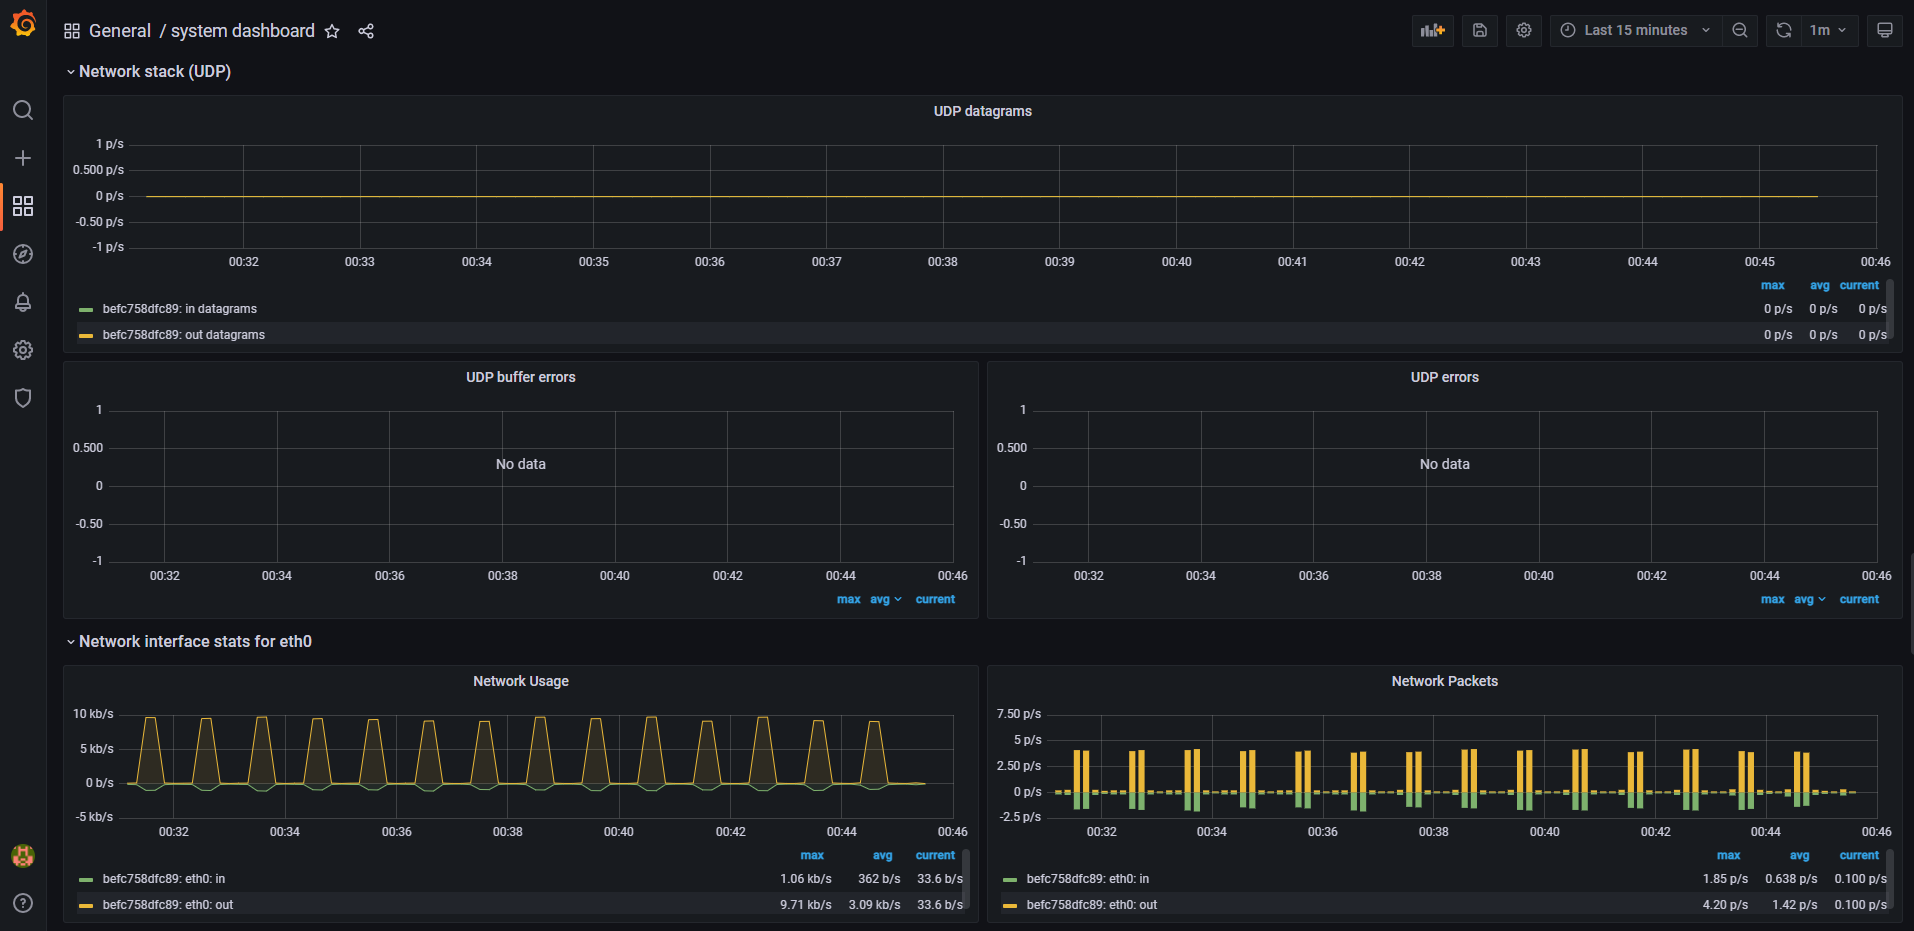 General / system dashboard
Last 15 minutes
1m
Network stack (UDP)
UDP datagrams
1 p/s
0.500 p/s
0 p/s
-0.50 p/s
-1 p/s
00:32 00:33 00:34 00:35 00:36 00:37 00:38 00:39 00:40 00:41 00:42 00:43 00:44 00:45 00:46
max avg current
befc758dfc89: in datagrams 0 p/s 0 p/s 0 p/s
befc758dfc89: out datagrams 0 p/s 0 p/s 0 p/s
UDP buffer errors
1
0.500
No data
0
-0.50
-1
00:32 00:34 00:36 00:38 00:40 00:42 00:44 00:46
max avg current
UDP errors
1
0.500
No data
0
-0.50
-1
00:32 00:34 00:36 00:38 00:40 00:42 00:44 00:46
max avg current
Network interface stats for eth0
Network Usage
10 kb/s
5 kb/s
0 b/s
-5 kb/s
00:32 00:34 00:36 00:38 00:40 00:42 00:44 00:46
max avg current
befc758dfc89: eth0: in 1.06 kb/s 362 b/s 33.6 b/s
befc758dfc89: eth0: out 9.71 kb/s 3.09 kb/s 33.6 b/s
Network Packets
7.50 p/s
5 p/s
2.50 p/s
0 p/s
-2.5 p/s
00:32 00:34 00:36 00:38 00:40 00:42 00:44 00:46
max avg current
befc758dfc89: eth0: in 1.85 p/s 0.638 p/s 0.100 p/s
befc758dfc89: eth0: out 4.20 p/s 1.42 p/s 0.100 p/s